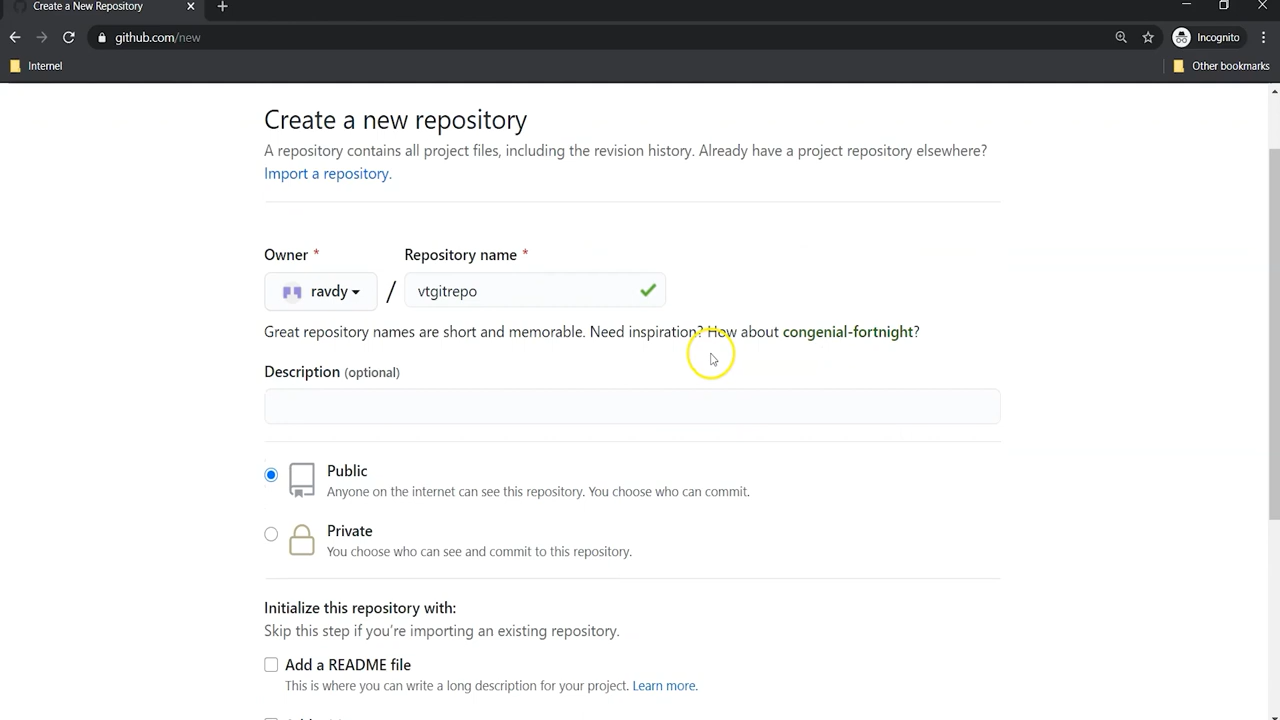 Create a New Repository
github.com/new
Incognito
Internet
Other bookmarks
Create a new repository
A repository contains all project files, including the revision history. Already have a project repository elsewhere?
Import a repository.
Owner *
Repository name *
ravdy / vtgitrepo
Great repository names are short and memorable. Need inspiration? How about congenial-fortnight?
Description (optional)
Public
Anyone on the internet can see this repository. You choose who can commit.
Private
You choose who can see and commit to this repository.
Initialize this repository with:
Skip this step if you're importing an existing repository.
Add a README file
This is where you can write a long description for your project. Learn more.